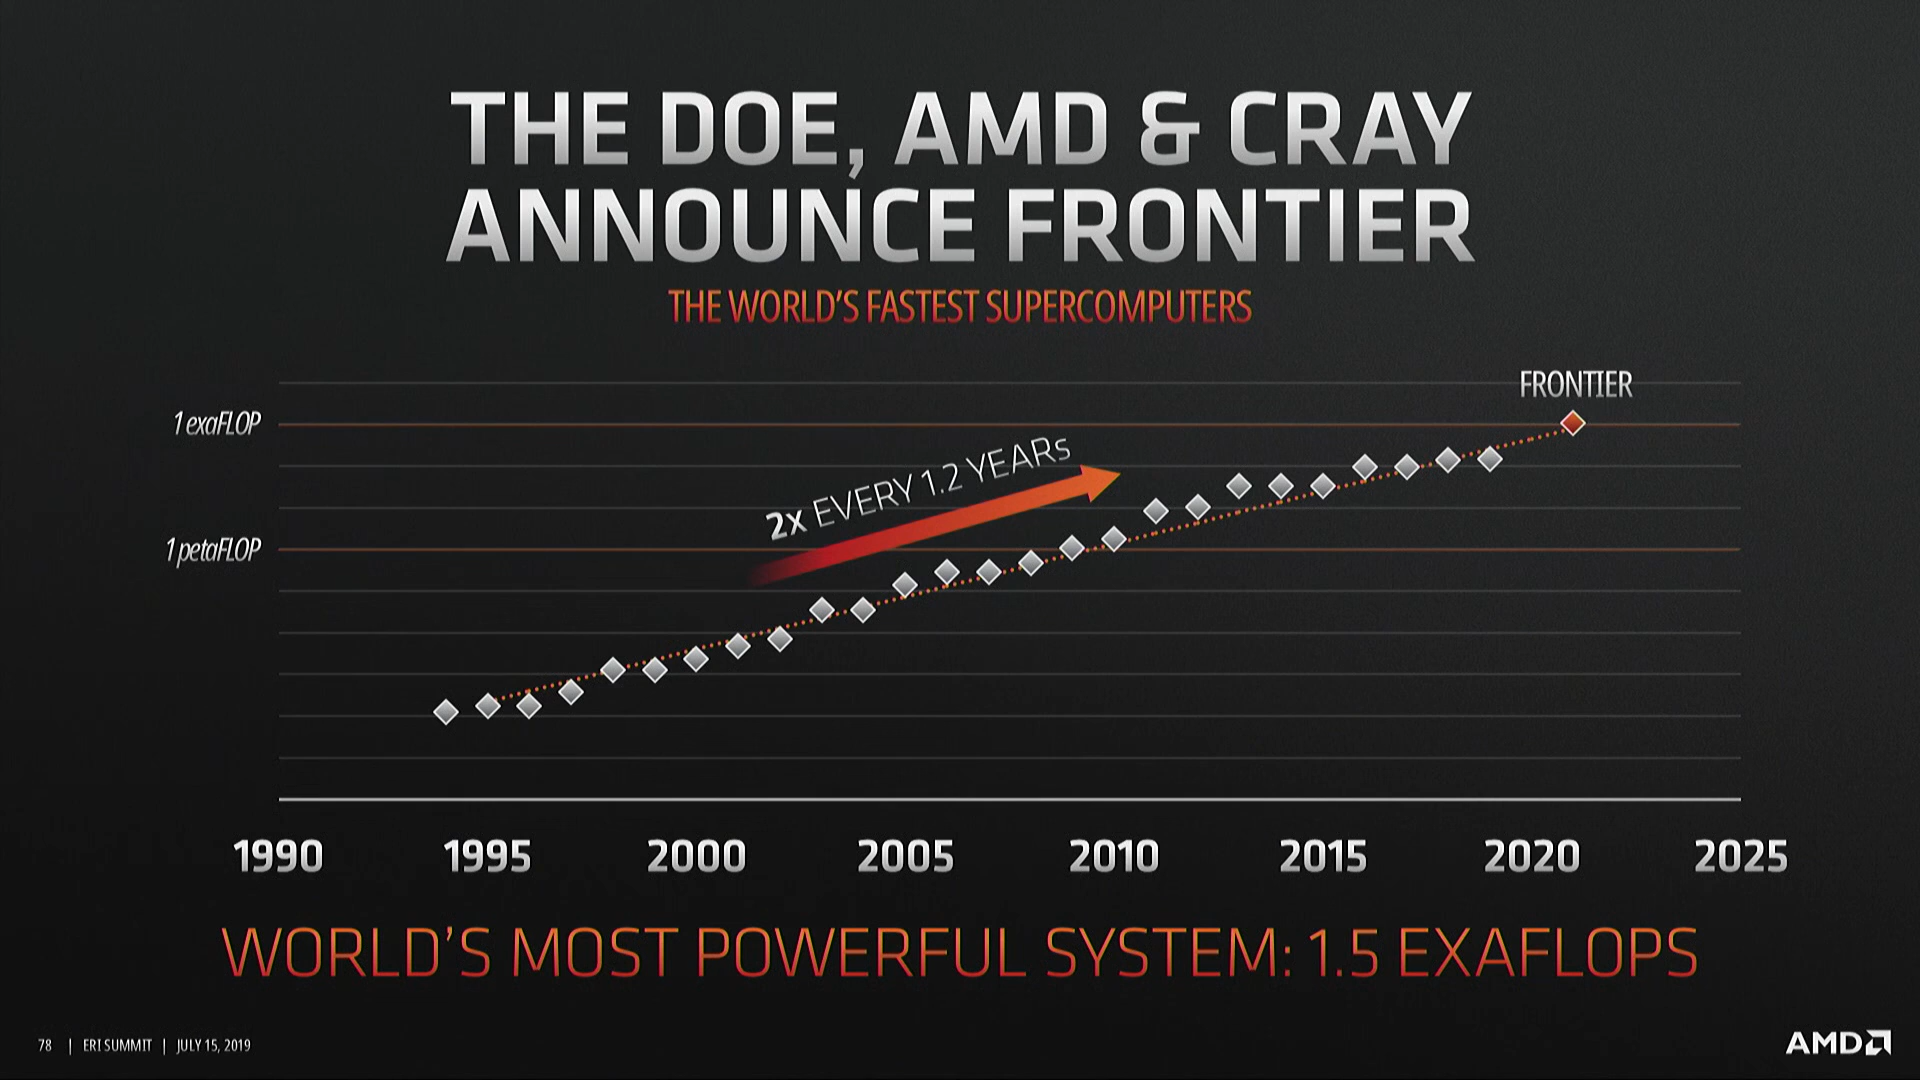 THE DOE, AMD & CRAY
ANNOUNCE FRONTIER
THE WORLD'S FASTEST SUPERCOMPUTERS
FRONTIER
1 exaFLOP
2x EVERY 1.2 YEARs
1 petaFLOP
1990 1995 2000 2005 2010 2015 2020 2025
WORLD'S MOST POWERFUL SYSTEM: 1.5 EXAFLOPS
78 | ERI SUMMIT | JULY 15, 2019
AMD